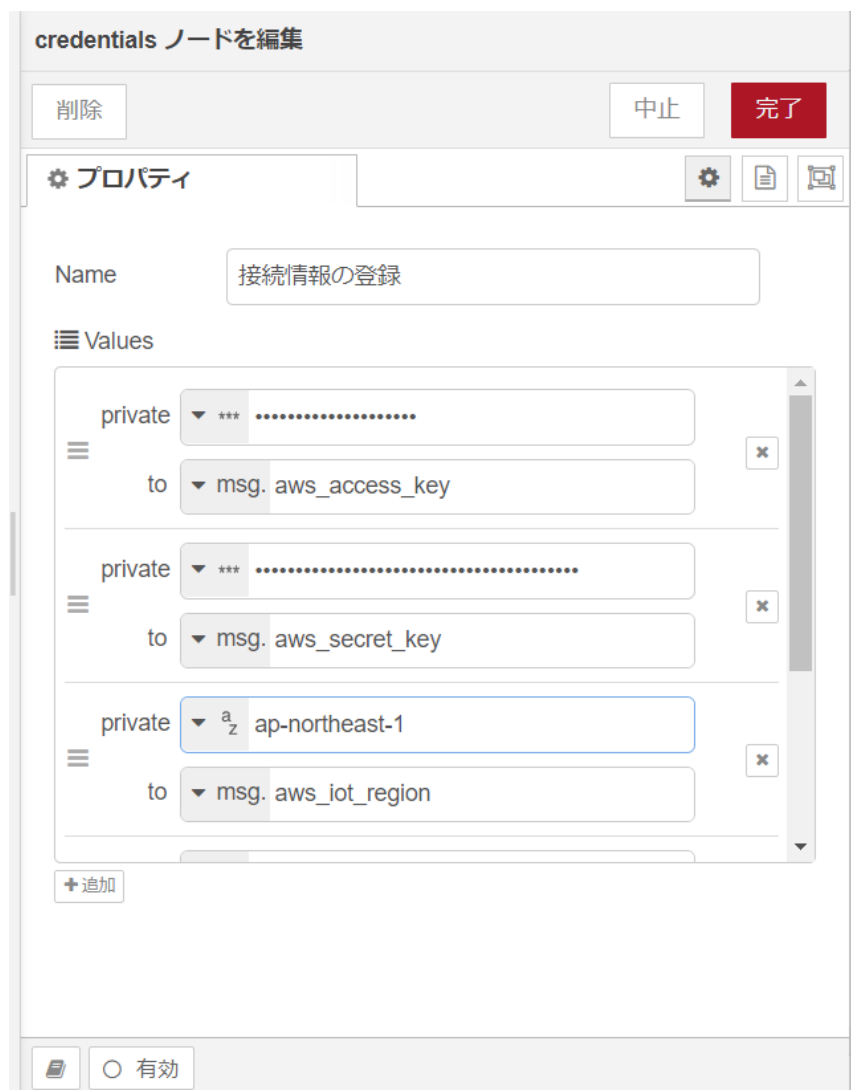 credentials ノードを編集
削除 中止 完了
プロパティ
Name 接続情報の登録
Values
private *** ••••••••••••••••••••
to msg. aws_access_key
private *** ••••••••••••••••••••••••••••••••••••••••
to msg. aws_secret_key
private az ap-northeast-1
to msg. aws_iot_region
+追加
有効